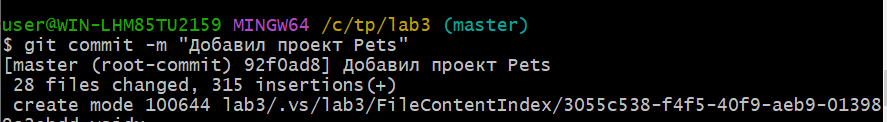 user@WIN-LHM85TU2159 MINGW64 /c/tp/lab3 (master)
$ git commit -m "Добавил проект Pets"
[master (root-commit) 92f0ad8] Добавил проект Pets
 28 files changed, 315 insertions(+)
 create mode 100644 lab3/.vs/lab3/FileContentIndex/3055c538-f4f5-40f9-aeb9-01398